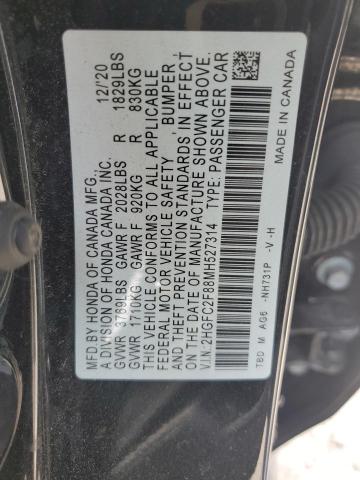 MFD.BY HONDA OF CANADA MFG.,
A DIVISION OF HONDA CANADA INC. 12/'20
GVWR 3769LBS GAWR F 2028LBS R 1829LBS
GVWR 1710KG GAWR F 920KG R 830KG
THIS VEHICLE CONFORMS TO ALL APPLICABLE
FEDERAL MOTOR VEHICLE SAFETY , BUMPER ,
AND THEFT PREVENTION STANDARDS IN EFFECT
ON THE DATE OF MANUFACTURE SHOWN ABOVE.
V.I.N:2HGFC2F88MH527314 TYPE: PASSENGER CAR
TBD M AG6 -NH731P -V-H MADE IN CANADA